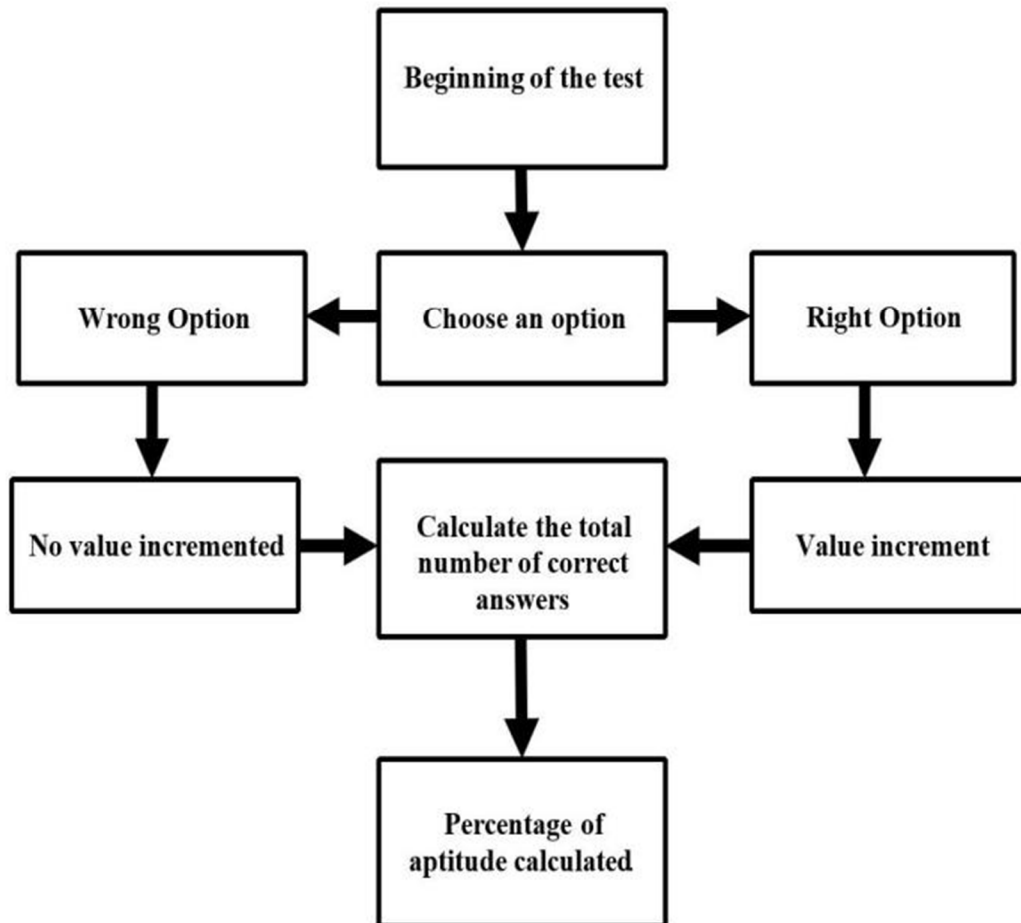 Beginning of the test
Wrong Option
Choose an option
Right Option
No value incremented
Calculate the total
number of correct
answers
Value increment
Percentage of
aptitude calculated